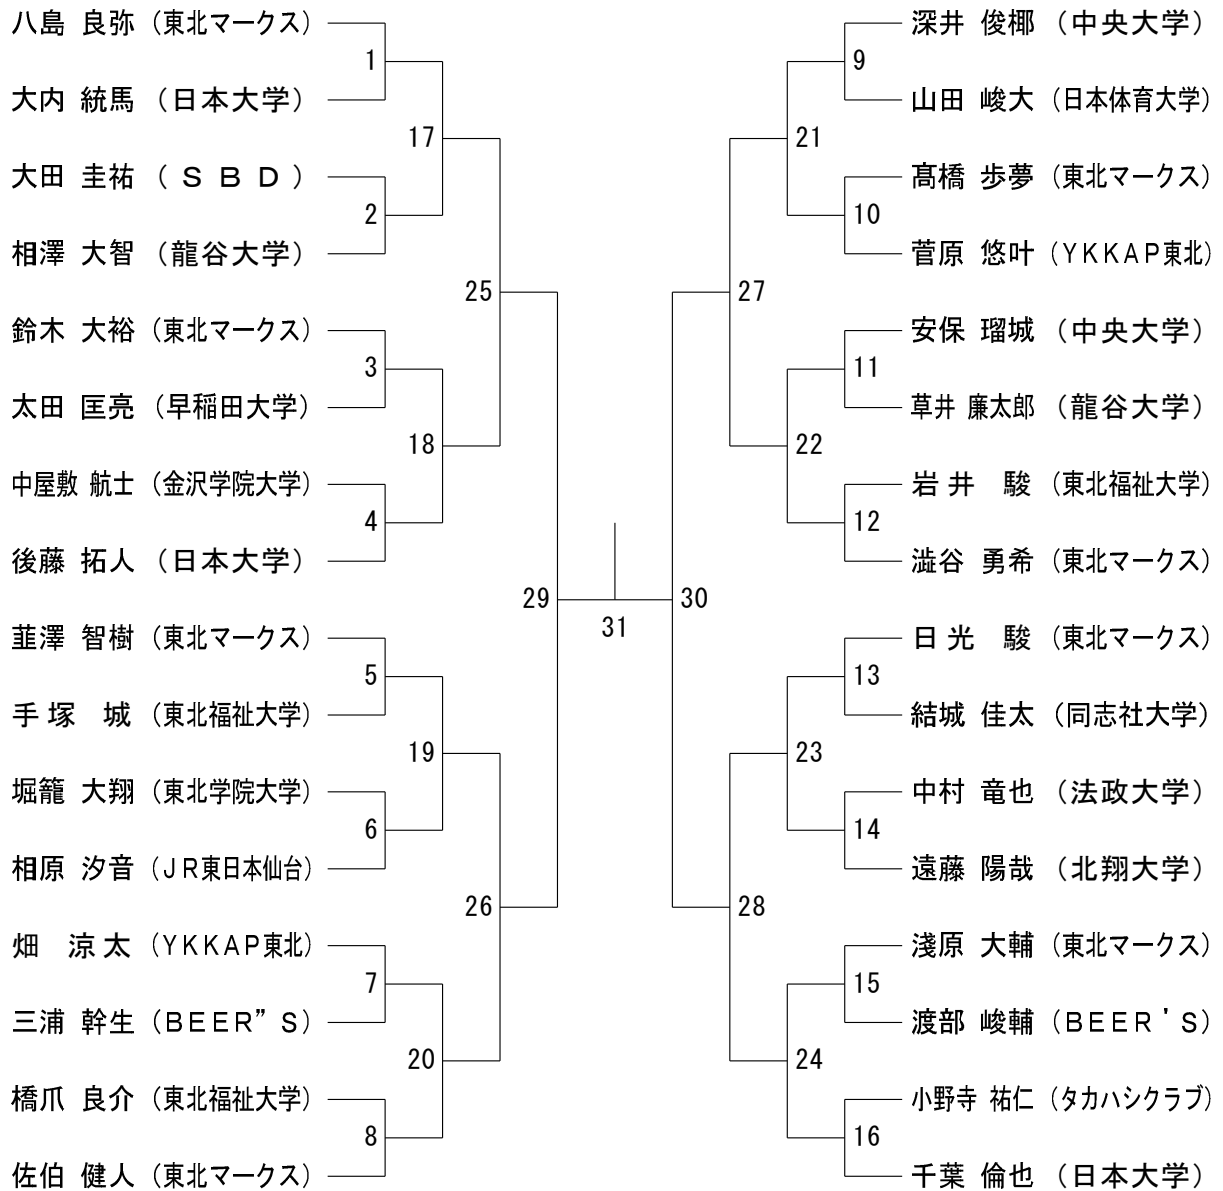 八島 良弥 (東北マークス)
1
大内 統馬 (日本大学)
17
大田 圭祐 (ＳＢＤ)
2
相澤 大智 (龍谷大学)
25
鈴木 大裕 (東北マークス)
3
太田 匡亮 (早稲田大学)
18
中屋敷 航士 (金沢学院大学)
4
後藤 拓人 (日本大学)
29
韮澤 智樹 (東北マークス)
5
手塚 城 (東北福祉大学)
19
堀籠 大翔 (東北学院大学)
6
相原 汐音 (ＪＲ東日本仙台)
26
畑 涼太 (ＹＫＫＡＰ東北)
7
三浦 幹生 (ＢＥＥＲ”Ｓ)
20
橋爪 良介 (東北福祉大学)
8
佐伯 健人 (東北マークス)
31
深井 俊椰 (中央大学)
9
山田 峻大 (日本体育大学)
21
髙橋 歩夢 (東北マークス)
10
菅原 悠叶 (ＹＫＫＡＰ東北)
27
安保 瑠城 (中央大学)
11
草井 廉太郎 (龍谷大学)
22
岩井 駿 (東北福祉大学)
12
澁谷 勇希 (東北マークス)
30
日光 駿 (東北マークス)
13
結城 佳太 (同志社大学)
23
中村 竜也 (法政大学)
14
遠藤 陽哉 (北翔大学)
28
淺原 大輔 (東北マークス)
15
渡部 峻輔 (ＢＥＥＲ'Ｓ)
24
小野寺 祐仁 (タカハシクラブ)
16
千葉 倫也 (日本大学)